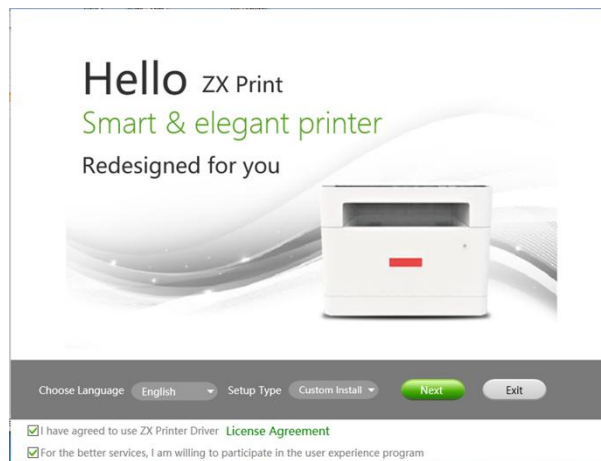 Hello ZX Print
Smart & elegant printer
Redesigned for you
Choose Language English Setup Type Custom Install Next Exit
I have agreed to use ZX Printer Driver License Agreement
For the better services, I am willing to participate in the user experience program